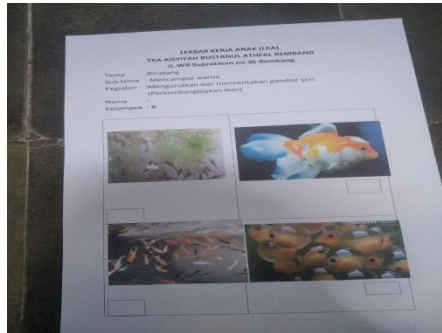 LEKBAR KERJA ANAK (LKA)
TKA AISYIYAH BUSTANUL ATHFAL REMBANG
JL.WR Supratman no 36 Rembang
Tema :Binatang
Sub tema : Mencampur warna
Kegiatan :Mengurutkan dan menceritakan gambar seri
(Perkembangbiakan Ikan)
Nama :
Kelompok : B